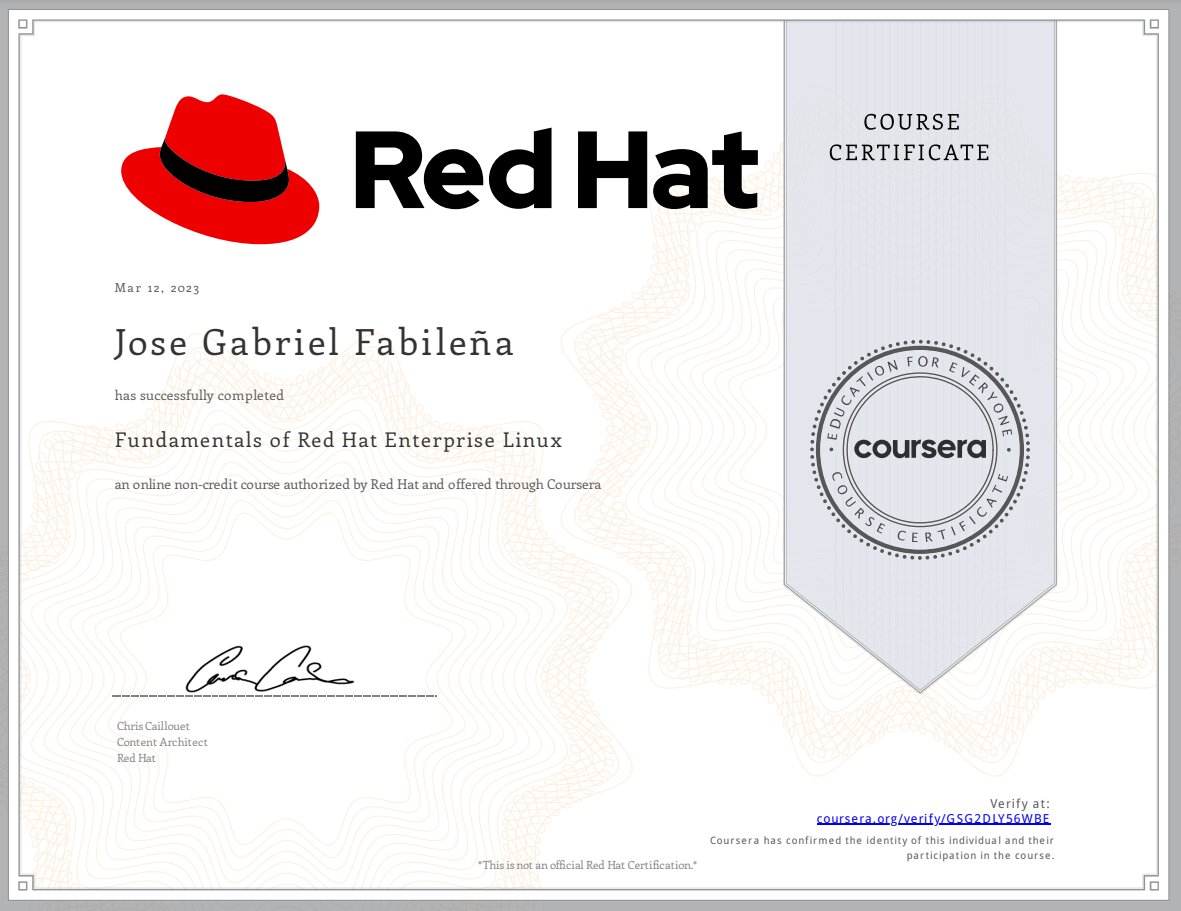 Red Hat
COURSE
CERTIFICATE
Mar 12, 2023
Jose Gabriel Fabileña
has successfully completed
Fundamentals of Red Hat Enterprise Linux
an online non-credit course authorized by Red Hat and offered through Coursera
EDUCATION FOR EVERYONE
coursera
COURSE CERTIFICATE
Chris Caillouet
Content Architect
Red Hat
Verify at:
coursera.org/verify/GSG2DLY56WBE
Coursera has confirmed the identity of this individual and their
participation in the course.
*This is not an official Red Hat Certification.*